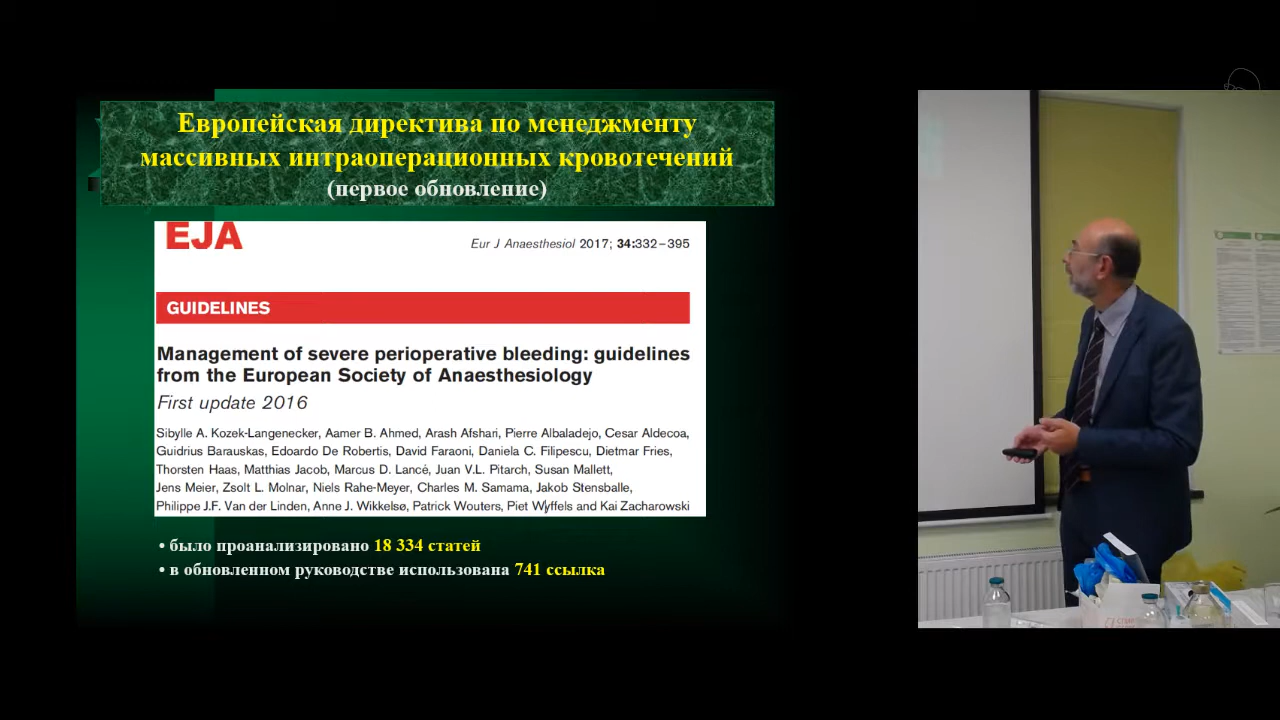 Европейская директива по менеджменту
массивных интраоперационных кровотечений
(первое обновление)
EJA
Eur J Anaesthesiol 2017; 34:332–395
GUIDELINES
Management of severe perioperative bleeding: guidelines
from the European Society of Anaesthesiology
First update 2016
Sibylle A. Kozek-Langenecker, Aamer B. Ahmed, Arash Afshari, Pierre Albaladejo, Cesar Aldecoa,
Guidrius Barauskas, Edoardo De Robertis, David Faraoni, Daniela C. Filipescu, Dietmar Fries,
Thorsten Haas, Matthias Jacob, Marcus D. Lancé, Juan V.L. Pitarch, Susan Mallett,
Jens Meier, Zsolt L. Molnar, Niels Rahe-Meyer, Charles M. Samama, Jakob Stensballe,
Philippe J.F. Van der Linden, Anne J. Wikkelsø, Patrick Wouters, Piet Wyffels and Kai Zacharowski
• было проанализировано 18 334 статей
• в обновленном руководстве использована 741 ссылка